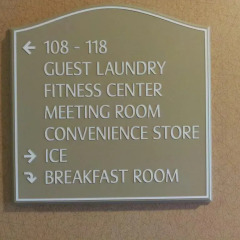 ← 108 - 118
GUEST LAUNDRY
FITNESS CENTER
MEETING ROOM
CONVENIENCE STORE
→ ICE
⤵ BREAKFAST ROOM